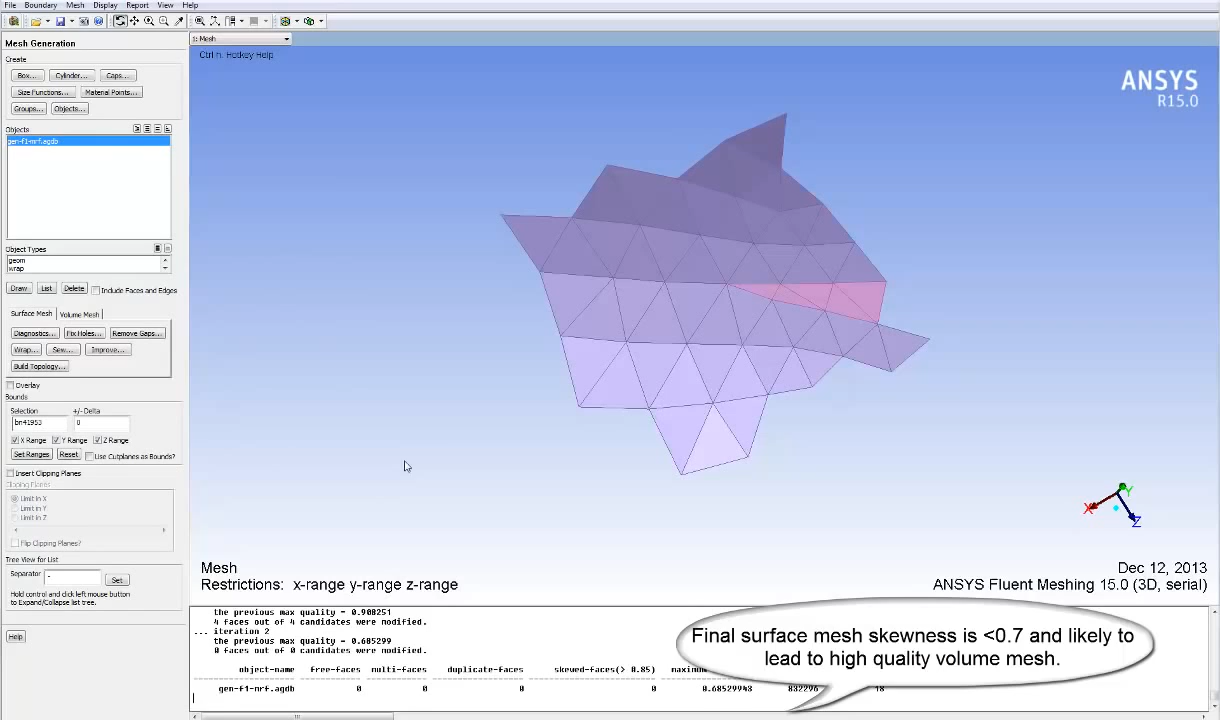 File Boundary Mesh Display Report View Help
Mesh Generation
Create
Box... Cylinder... Caps...
Size Functions... Material Points...
Groups... Objects...
Objects
gen-f1-nrf.agdb
Object Types
geom
wrap
Draw List Delete Include Faces and Edges
Surface Mesh Volume Mesh
Diagnostics... Fix Holes... Remove Gaps...
Wrap... Sew... Improve...
Build Topology...
Overlay
Bounds
Selection +/- Delta
bn41953 0
X Range Y Range Z Range
Set Ranges Reset Use Cutplanes as Bounds?
Insert Clipping Planes
Clipping Planes
Limit in X
Limit in Y
Limit in Z
Flip Clipping Planes?
Tree View for List
Separator - Set
Hold control and click left mouse button
to Expand/Collapse list tree.
Help
1: Mesh
Ctrl h. Hotkey Help
ANSYS
R15.0
X Y Z
Mesh
Restrictions: x-range y-range z-range
Dec 12, 2013
ANSYS Fluent Meshing 15.0 (3D, serial)
the previous max quality = 0.908251
4 faces out of 4 candidates were modified.
... iteration 2
the previous max quality = 0.685299
0 faces out of 0 candidates were modified.
object-name free-faces multi-faces duplicate-faces skewed-faces(> 0.85)
gen-f1-nrf.agdb 0 0 0 0 0.68529943 832296 18
Final surface mesh skewness is <0.7 and likely to
lead to high quality volume mesh.